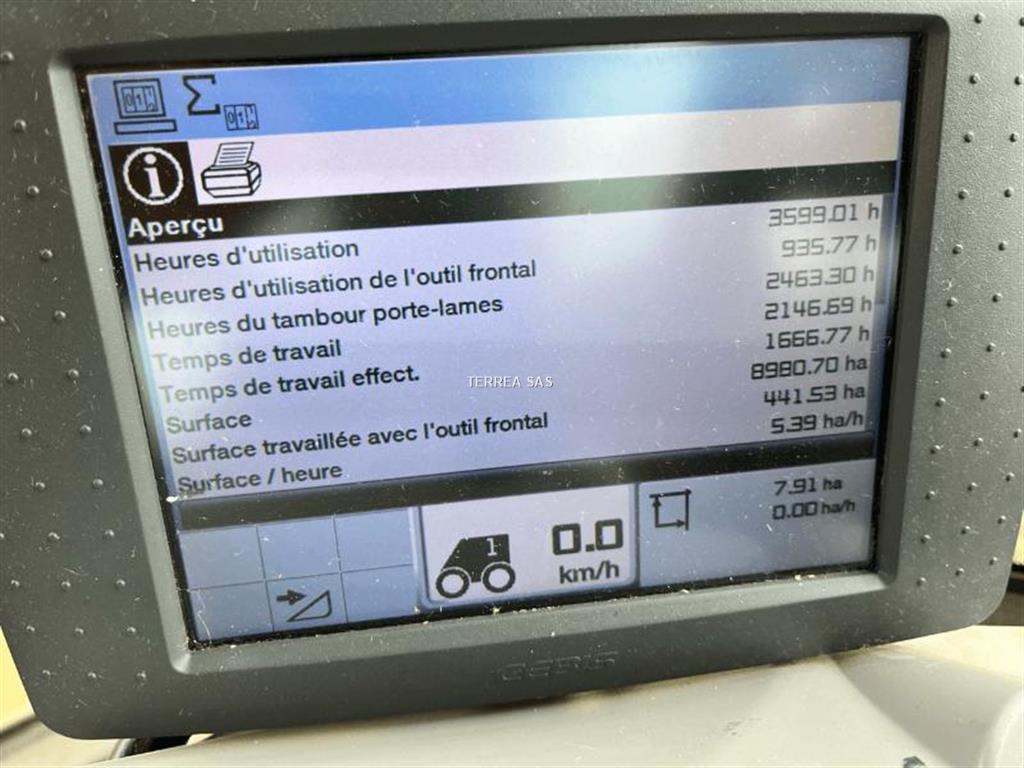 Aperçu
Heures d'utilisation 3599.01 h
Heures d'utilisation de l'outil frontal 935.77 h
Heures du tambour porte-lames 2463.30 h
Temps de travail 2146.69 h
Temps de travail effect. 1666.77 h
Surface 8980.70 ha
Surface travaillée avec l'outil frontal 441.53 ha
Surface / heure 5.39 ha/h
TERREA SAS
1
0.0
km/h
7.91 ha
0.00 ha/h
CEBIS